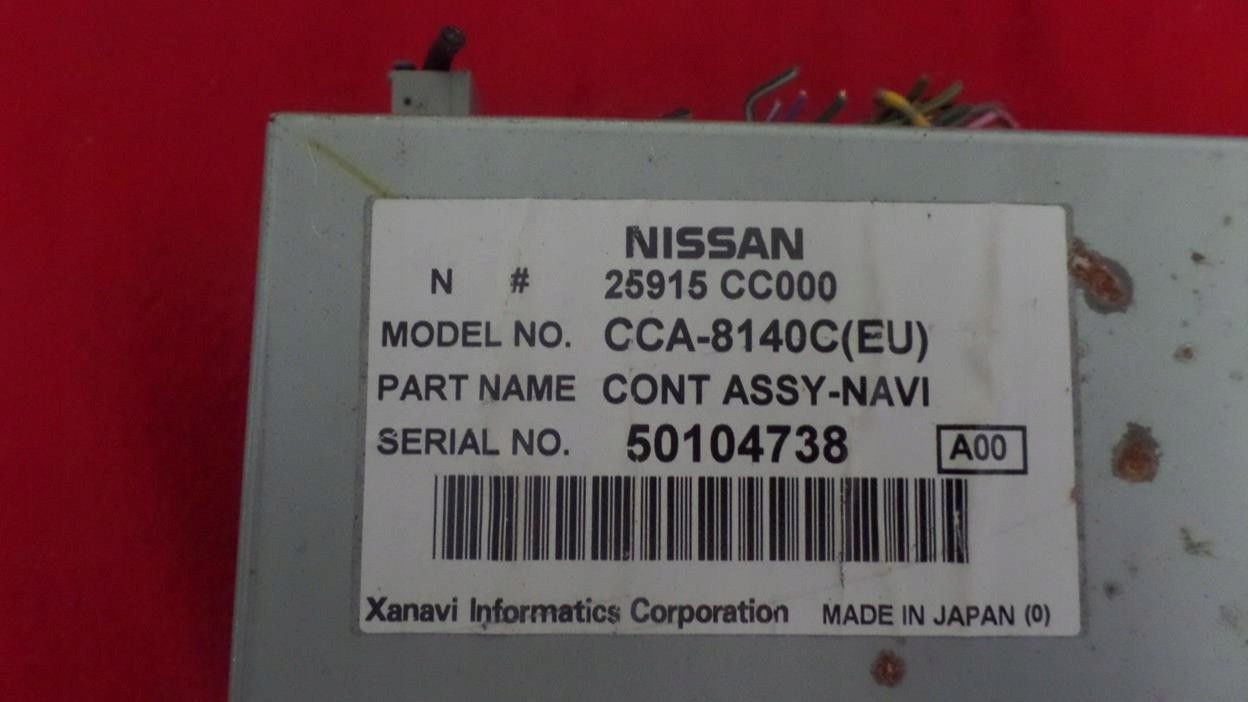 NISSAN
N # 25915 CC000
MODEL NO. CCA-8140C(EU)
PART NAME CONT ASSY-NAVI
SERIAL NO. 50104738 A00
Xanavi Informatics Corporation MADE IN JAPAN (0)